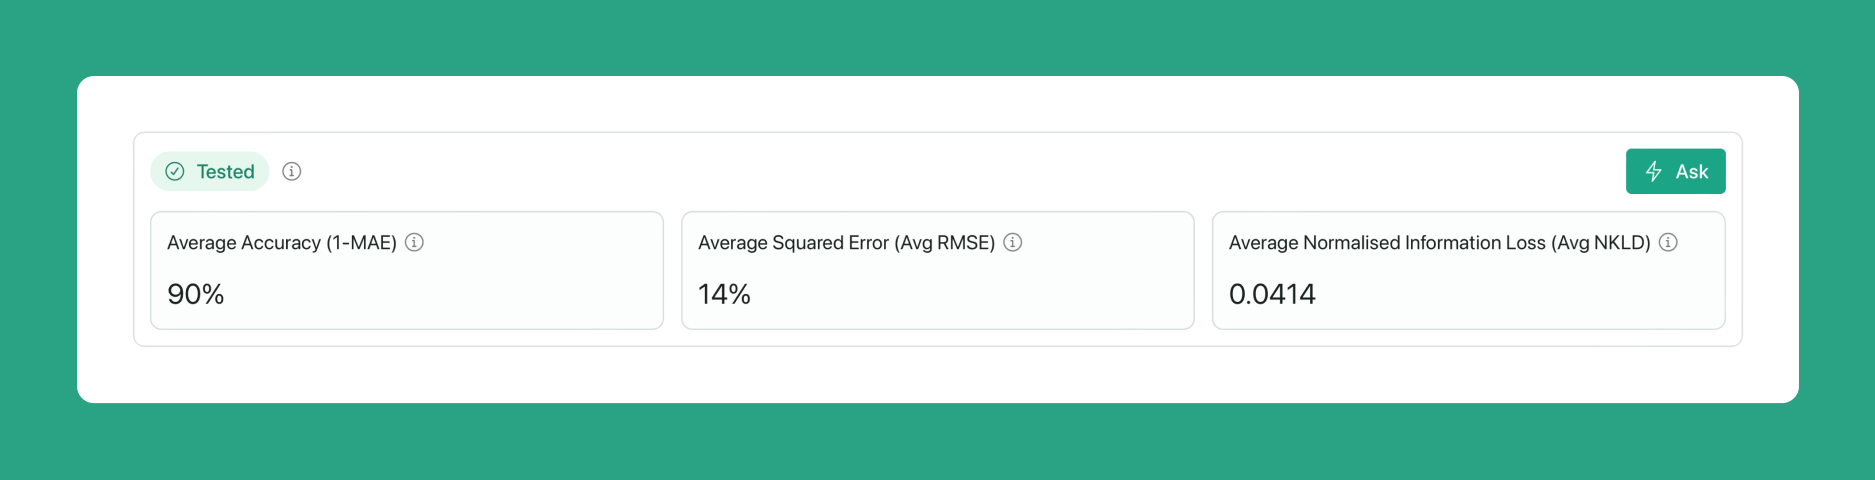 Tested
Ask
Average Accuracy (1-MAE)
90%
Average Squared Error (Avg RMSE)
14%
Average Normalised Information Loss (Avg NKLD)
0.0414